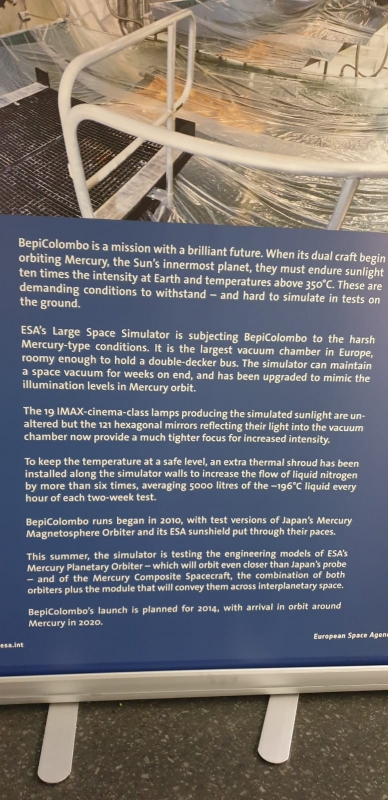 BepiColombo is a mission with a brilliant future. When its dual craft begin
orbiting Mercury, the Sun's innermost planet, they must endure sunlight
ten times the intensity at Earth and temperatures above 350°C. These are
demanding conditions to withstand – and hard to simulate in tests on
the ground.
ESA's Large Space Simulator is subjecting BepiColombo to the harsh
Mercury-type conditions. It is the largest vacuum chamber in Europe,
roomy enough to hold a double-decker bus. The simulator can maintain
a space vacuum for weeks on end, and has been upgraded to mimic the
illumination levels in Mercury orbit.
The 19 IMAX-cinema-class lamps producing the simulated sunlight are un-
altered but the 121 hexagonal mirrors reflecting their light into the vacuum
chamber now provide a much tighter focus for increased intensity.
To keep the temperature at a safe level, an extra thermal shroud has been
installed along the simulator walls to increase the flow of liquid nitrogen
by more than six times, averaging 5000 litres of the –196°C liquid every
hour of each two-week test.
BepiColombo runs began in 2010, with test versions of Japan's Mercury
Magnetosphere Orbiter and its ESA sunshield put through their paces.
This summer, the simulator is testing the engineering models of ESA's
Mercury Planetary Orbiter – which will orbit even closer than Japan's probe
– and of the Mercury Composite Spacecraft, the combination of both
orbiters plus the module that will convey them across interplanetary space.
BepiColombo's launch is planned for 2014, with arrival in orbit around
Mercury in 2020.
esa.int
European Space Agen